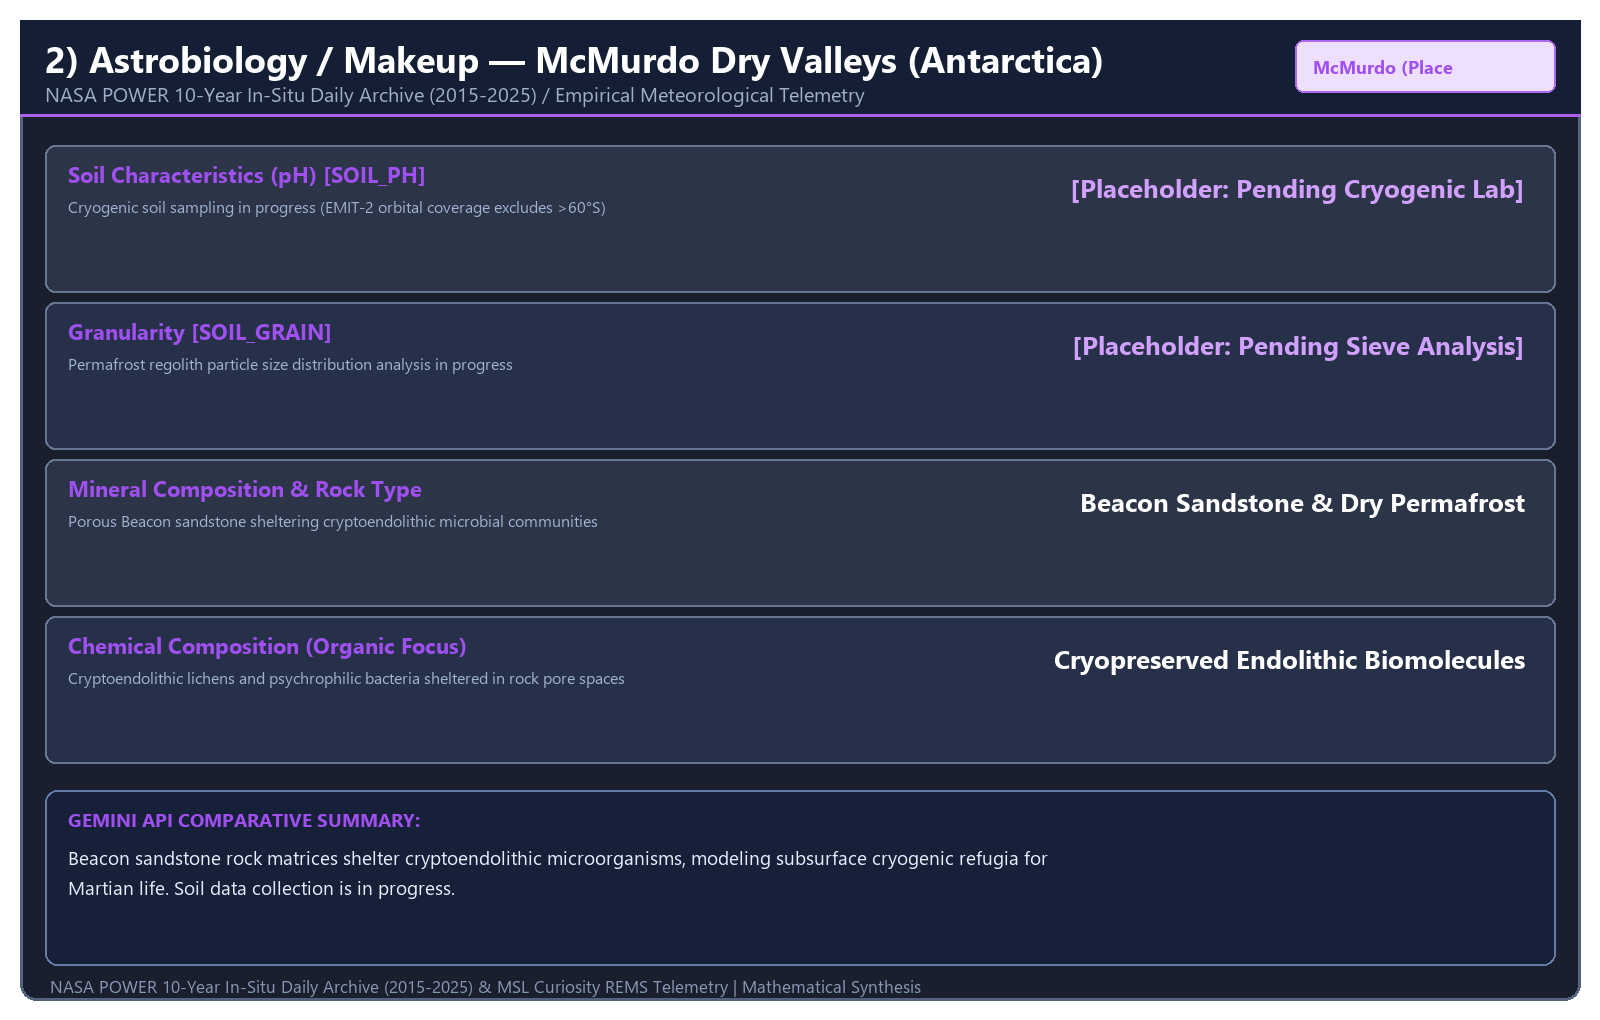 2) Astrobiology / Makeup — McMurdo Dry Valleys (Antarctica)
McMurdo (Place
NASA POWER 10-Year In-Situ Daily Archive (2015-2025) / Empirical Meteorological Telemetry
Soil Characteristics (pH) [SOIL_PH]
[Placeholder: Pending Cryogenic Lab]
Cryogenic soil sampling in progress (EMIT-2 orbital coverage excludes >60°S)
Granularity [SOIL_GRAIN]
[Placeholder: Pending Sieve Analysis]
Permafrost regolith particle size distribution analysis in progress
Mineral Composition & Rock Type
Beacon Sandstone & Dry Permafrost
Porous Beacon sandstone sheltering cryptoendolithic microbial communities
Chemical Composition (Organic Focus)
Cryopreserved Endolithic Biomolecules
Cryptoendolithic lichens and psychrophilic bacteria sheltered in rock pore spaces
GEMINI API COMPARATIVE SUMMARY:
Beacon sandstone rock matrices shelter cryptoendolithic microorganisms, modeling subsurface cryogenic refugia for
Martian life. Soil data collection is in progress.
NASA POWER 10-Year In-Situ Daily Archive (2015-2025) & MSL Curiosity REMS Telemetry | Mathematical Synthesis